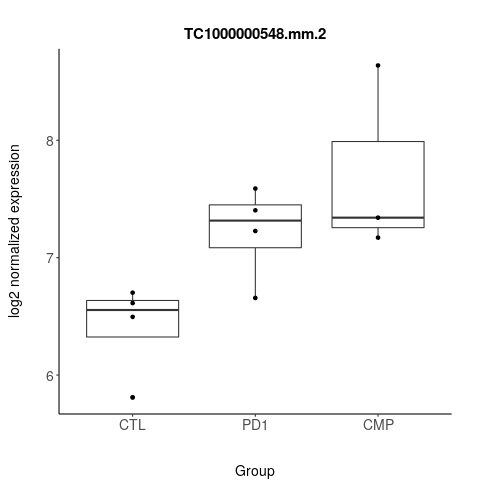 TC1000000548.mm.2
log2 normalized expression
8
7
6
CTL PD1 CMP
Group